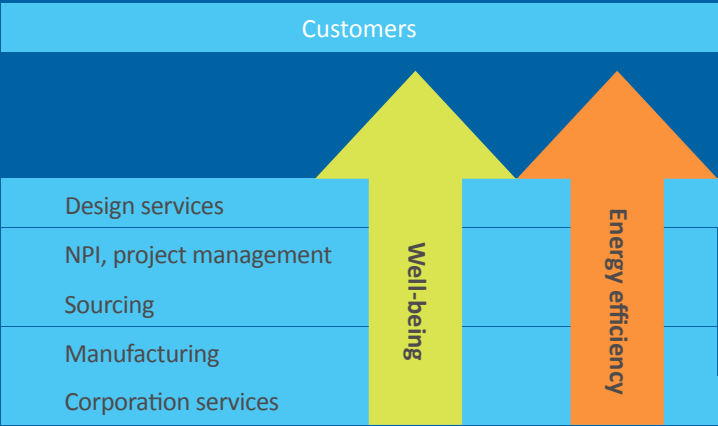 Customers
Design services
NPI, project management
Sourcing
Manufacturing
Corporation services
Well-being
Energy efficiency